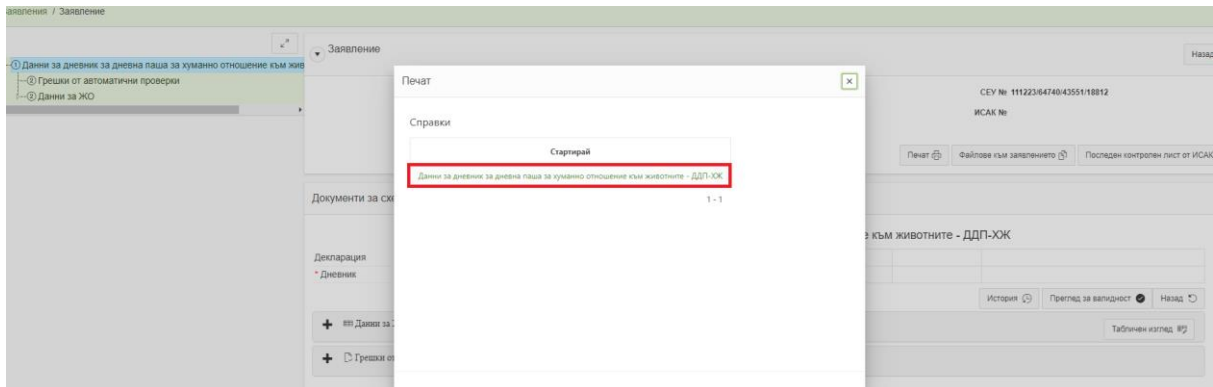 аявления / Заявление
① Данни за дневник за дневна паша за хуманно отношение към жив
② Грешки от автоматични проверки
② Данни за ЖО
Заявление
Назад
СЕУ № 111223/64740/43551/18812
ИСАК №
Печат
Файлове към заявлението
Последен контролен лист от ИСАК
Печат
Справки
Стартирай
Данни за дневник за дневна паша за хуманно отношение към животните - ДДП-ХЖ
1 - 1
Документи за схе
е към животните - ДДП-ХЖ
Декларация
* Дневник
История
Преглед за валидност
Назад
Данни за
Табличен изглед
Грешки от